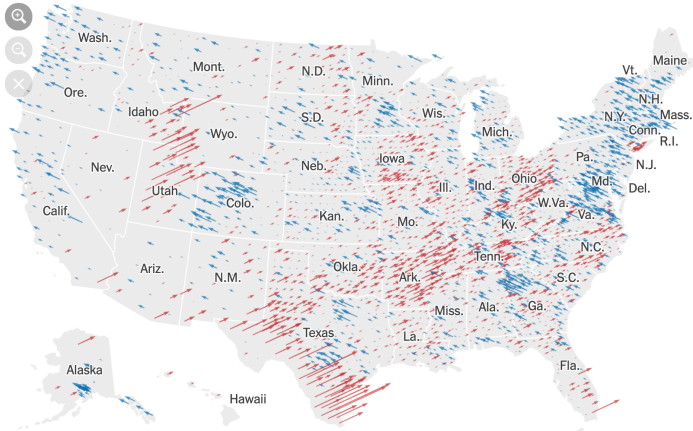 Wash.
Mont.
N.D.
Minn.
Maine
Vt.
Ore.
Idaho
S.D.
Wis.
Mich.
N.Y.
N.H.
Mass.
Conn.
R.I.
Wyo.
Nev.
Utah
Colo.
Neb.
Iowa
Ill.
Ind.
Ohio
Pa.
N.J.
Md.
Del.
Calif.
Kan.
Mo.
Ky.
W.Va.
Va.
Ariz.
N.M.
Okla.
Ark.
Tenn.
N.C.
S.C.
Texas
La.
Miss.
Ala.
Ga.
Fla.
Alaska
Hawaii